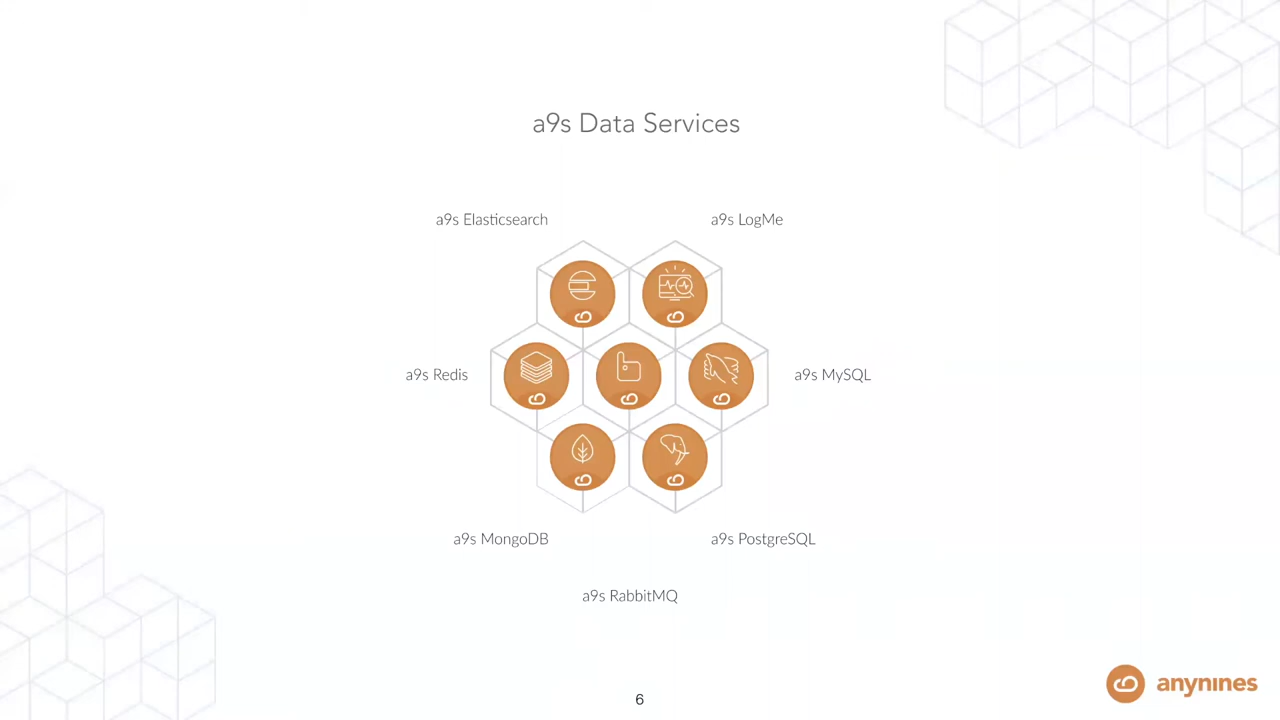 a9s Data Services
a9s Elasticsearch
a9s LogMe
a9s Redis
a9s MySQL
a9s MongoDB
a9s PostgreSQL
a9s RabbitMQ
anynines
6